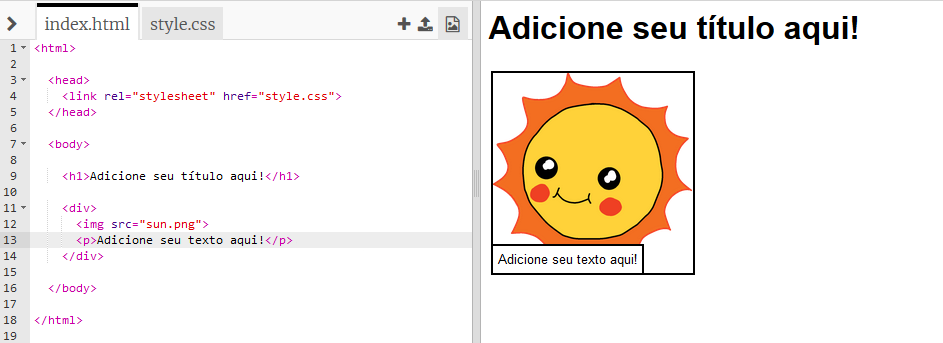 index.html style.css
1 <html>
2
3 <head>
4 <link rel="stylesheet" href="style.css">
5 </head>
6
7 <body>
8
9 <h1>Adicione seu título aqui!</h1>
10
11 <div>
12 <img src="sun.png">
13 <p>Adicione seu texto aqui!</p>
14 </div>
15
16 </body>
17
18 </html>
19
Adicione seu título aqui!
Adicione seu texto aqui!